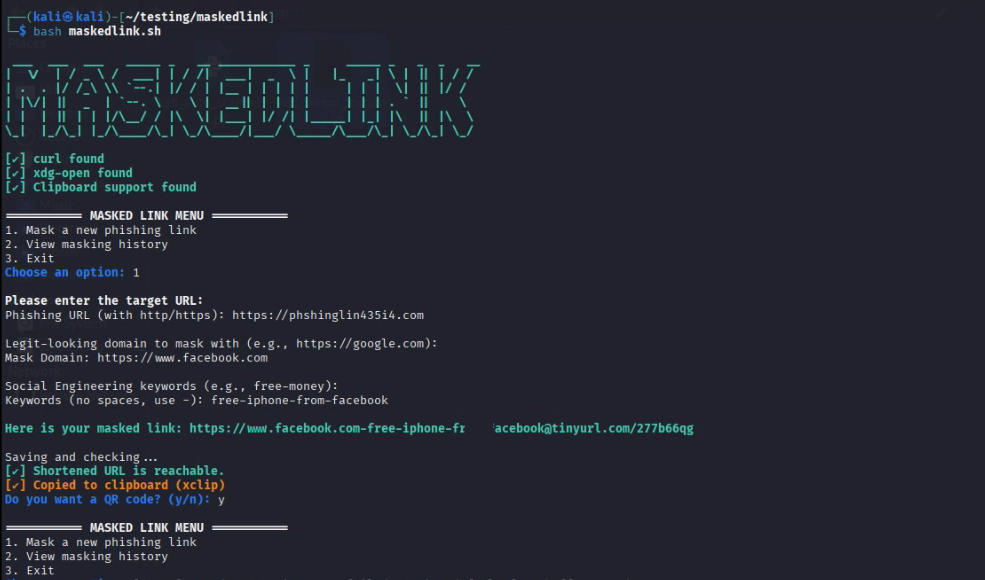 (kali㉿kali)-[~/testing/maskedlink]
$ bash maskedlink.sh
MASKED LINK
[✔] curl found
[✔] xdg-open found
[✔] Clipboard support found
========== MASKED LINK MENU ==========
1. Mask a new phishing link
2. View masking history
3. Exit
Choose an option: 1
Please enter the target URL:
Phishing URL (with http/https): https://phshinglin435i4.com
Legit-looking domain to mask with (e.g., https://google.com):
Mask Domain: https://www.facebook.com
Social Engineering keywords (e.g., free-money):
Keywords (no spaces, use -): free-iphone-from-facebook
Here is your masked link: https://www.facebook.com-free-iphone-fr facebook@tinyurl.com/277b66qg
Saving and checking...
[✔] Shortened URL is reachable.
[✔] Copied to clipboard (xclip)
Do you want a QR code? (y/n): y
========== MASKED LINK MENU ==========
1. Mask a new phishing link
2. View masking history
3. Exit